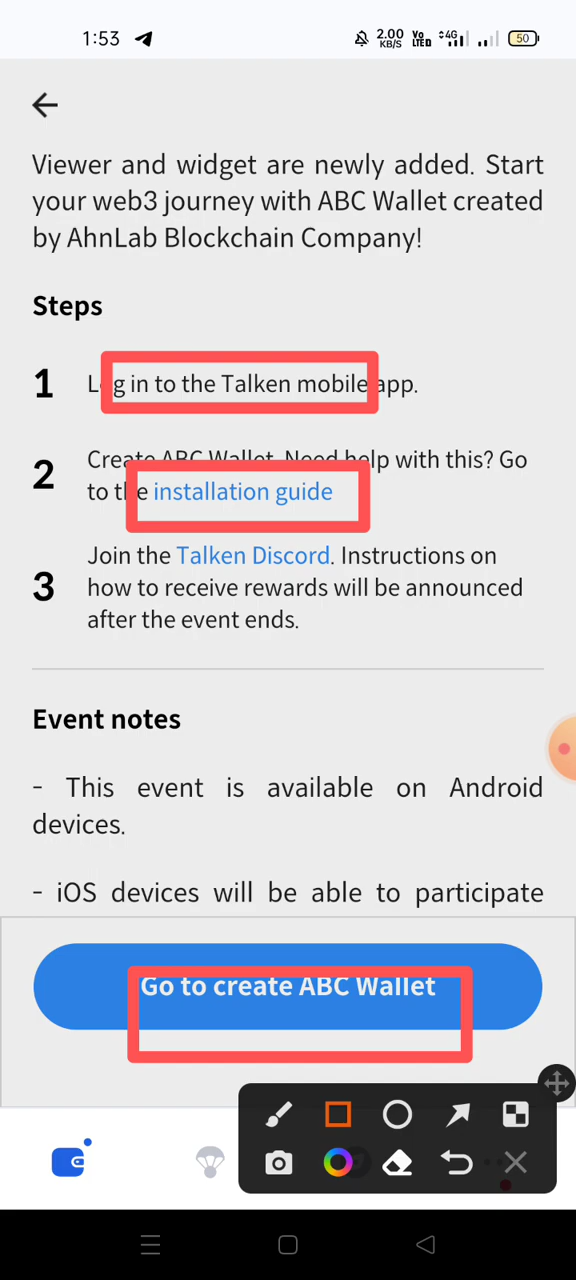 1:53
2.00
KB/S
Vo
LTED
4G
50
Viewer and widget are newly added. Start
your web3 journey with ABC Wallet created
by AhnLab Blockchain Company!
Steps
1
Log in to the Talken mobile app.
2
Create ABC Wallet. Need help with this? Go
to the installation guide
3
Join the Talken Discord. Instructions on
how to receive rewards will be announced
after the event ends.
Event notes
- This event is available on Android
devices.
- iOS devices will be able to participate
Go to create ABC Wallet